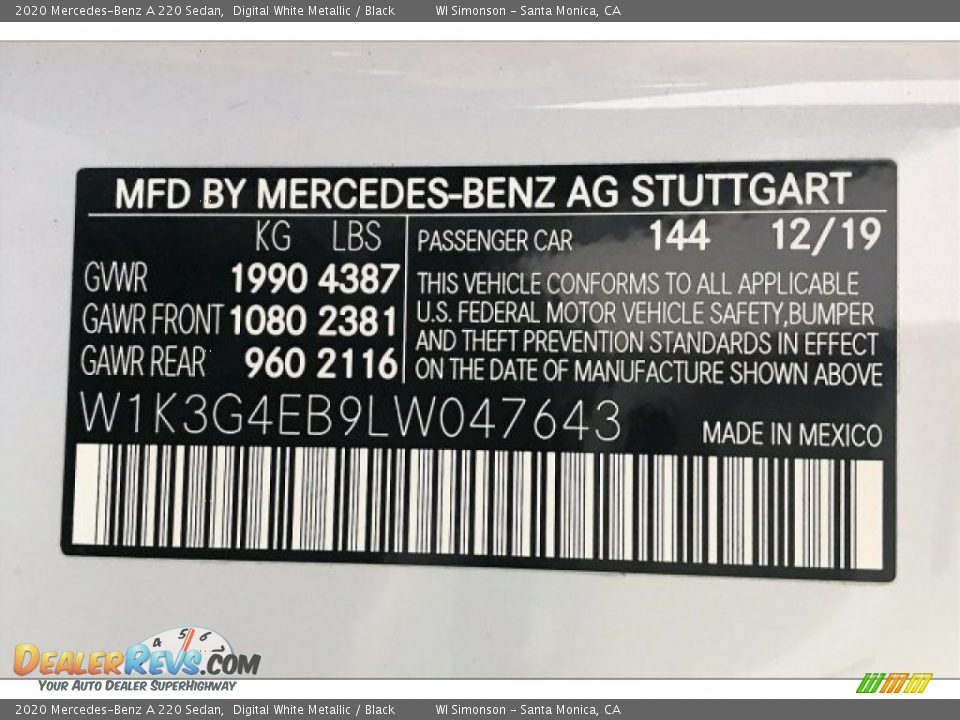 2020 Mercedes-Benz A 220 Sedan, Digital White Metallic / Black WI Simonson - Santa Monica, CA
MFD BY MERCEDES-BENZ AG STUTTGART
KG LBS
GVWR 1990 4387
GAWR FRONT 1080 2381
GAWR REAR 960 2116
PASSENGER CAR 144 12/19
THIS VEHICLE CONFORMS TO ALL APPLICABLE
U.S. FEDERAL MOTOR VEHICLE SAFETY,BUMPER
AND THEFT PREVENTION STANDARDS IN EFFECT
ON THE DATE OF MANUFACTURE SHOWN ABOVE
W1K3G4EB9LW047643
MADE IN MEXICO
4 5 6 7
DEALERREVS.COM
YOUR AUTO DEALER SUPERHIGHWAY
2020 Mercedes-Benz A 220 Sedan, Digital White Metallic / Black WI Simonson - Santa Monica, CA